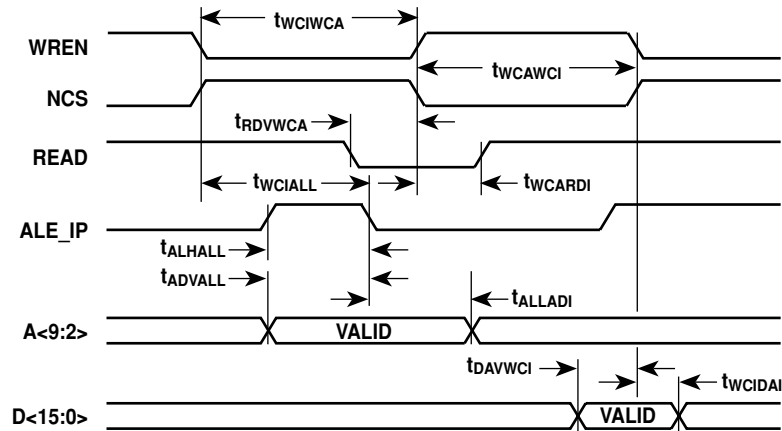 tWCIWCA
WREN
tWCAWCI
NCS
tRDVWCA
READ
tWCIALL
tWCARDI
ALE_IP
tALHALL
tADVALL
tALLADI
A<9:2>
VALID
tDAVWCI
tWCIDAI
D<15:0>
VALID